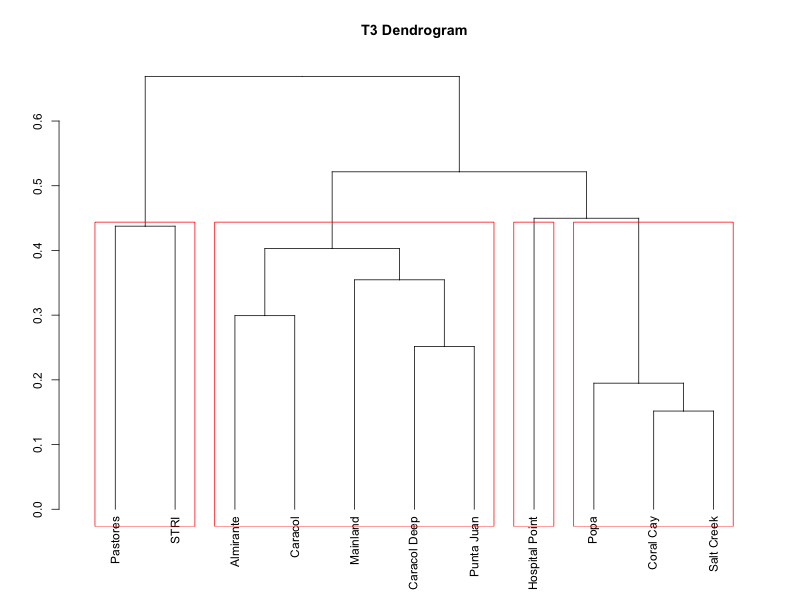 T3 Dendrogram
0.6
0.5
0.4
0.3
0.2
0.1
0.0
Pastores
STRI
Almirante
Caracol
Mainland
Caracol Deep
Punta Juan
Hospital Point
Popa
Coral Cay
Salt Creek